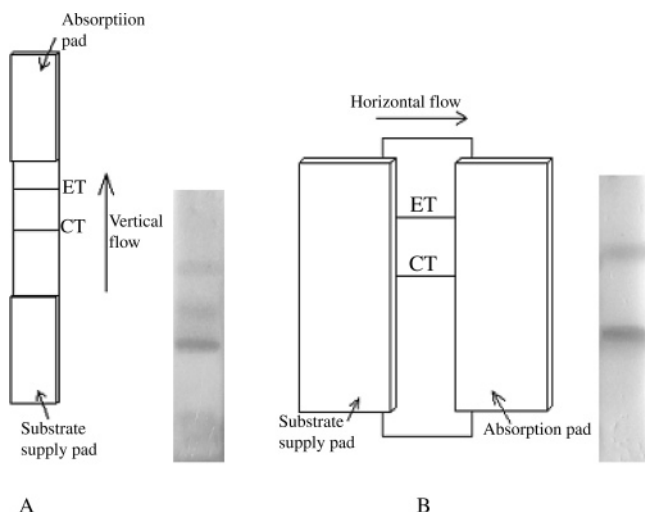 Absorptiion
pad
ET
CT
Vertical
flow
Substrate
supply pad
A
Horizontal flow
ET
CT
Substrate
supply pad
Absorption pad
B